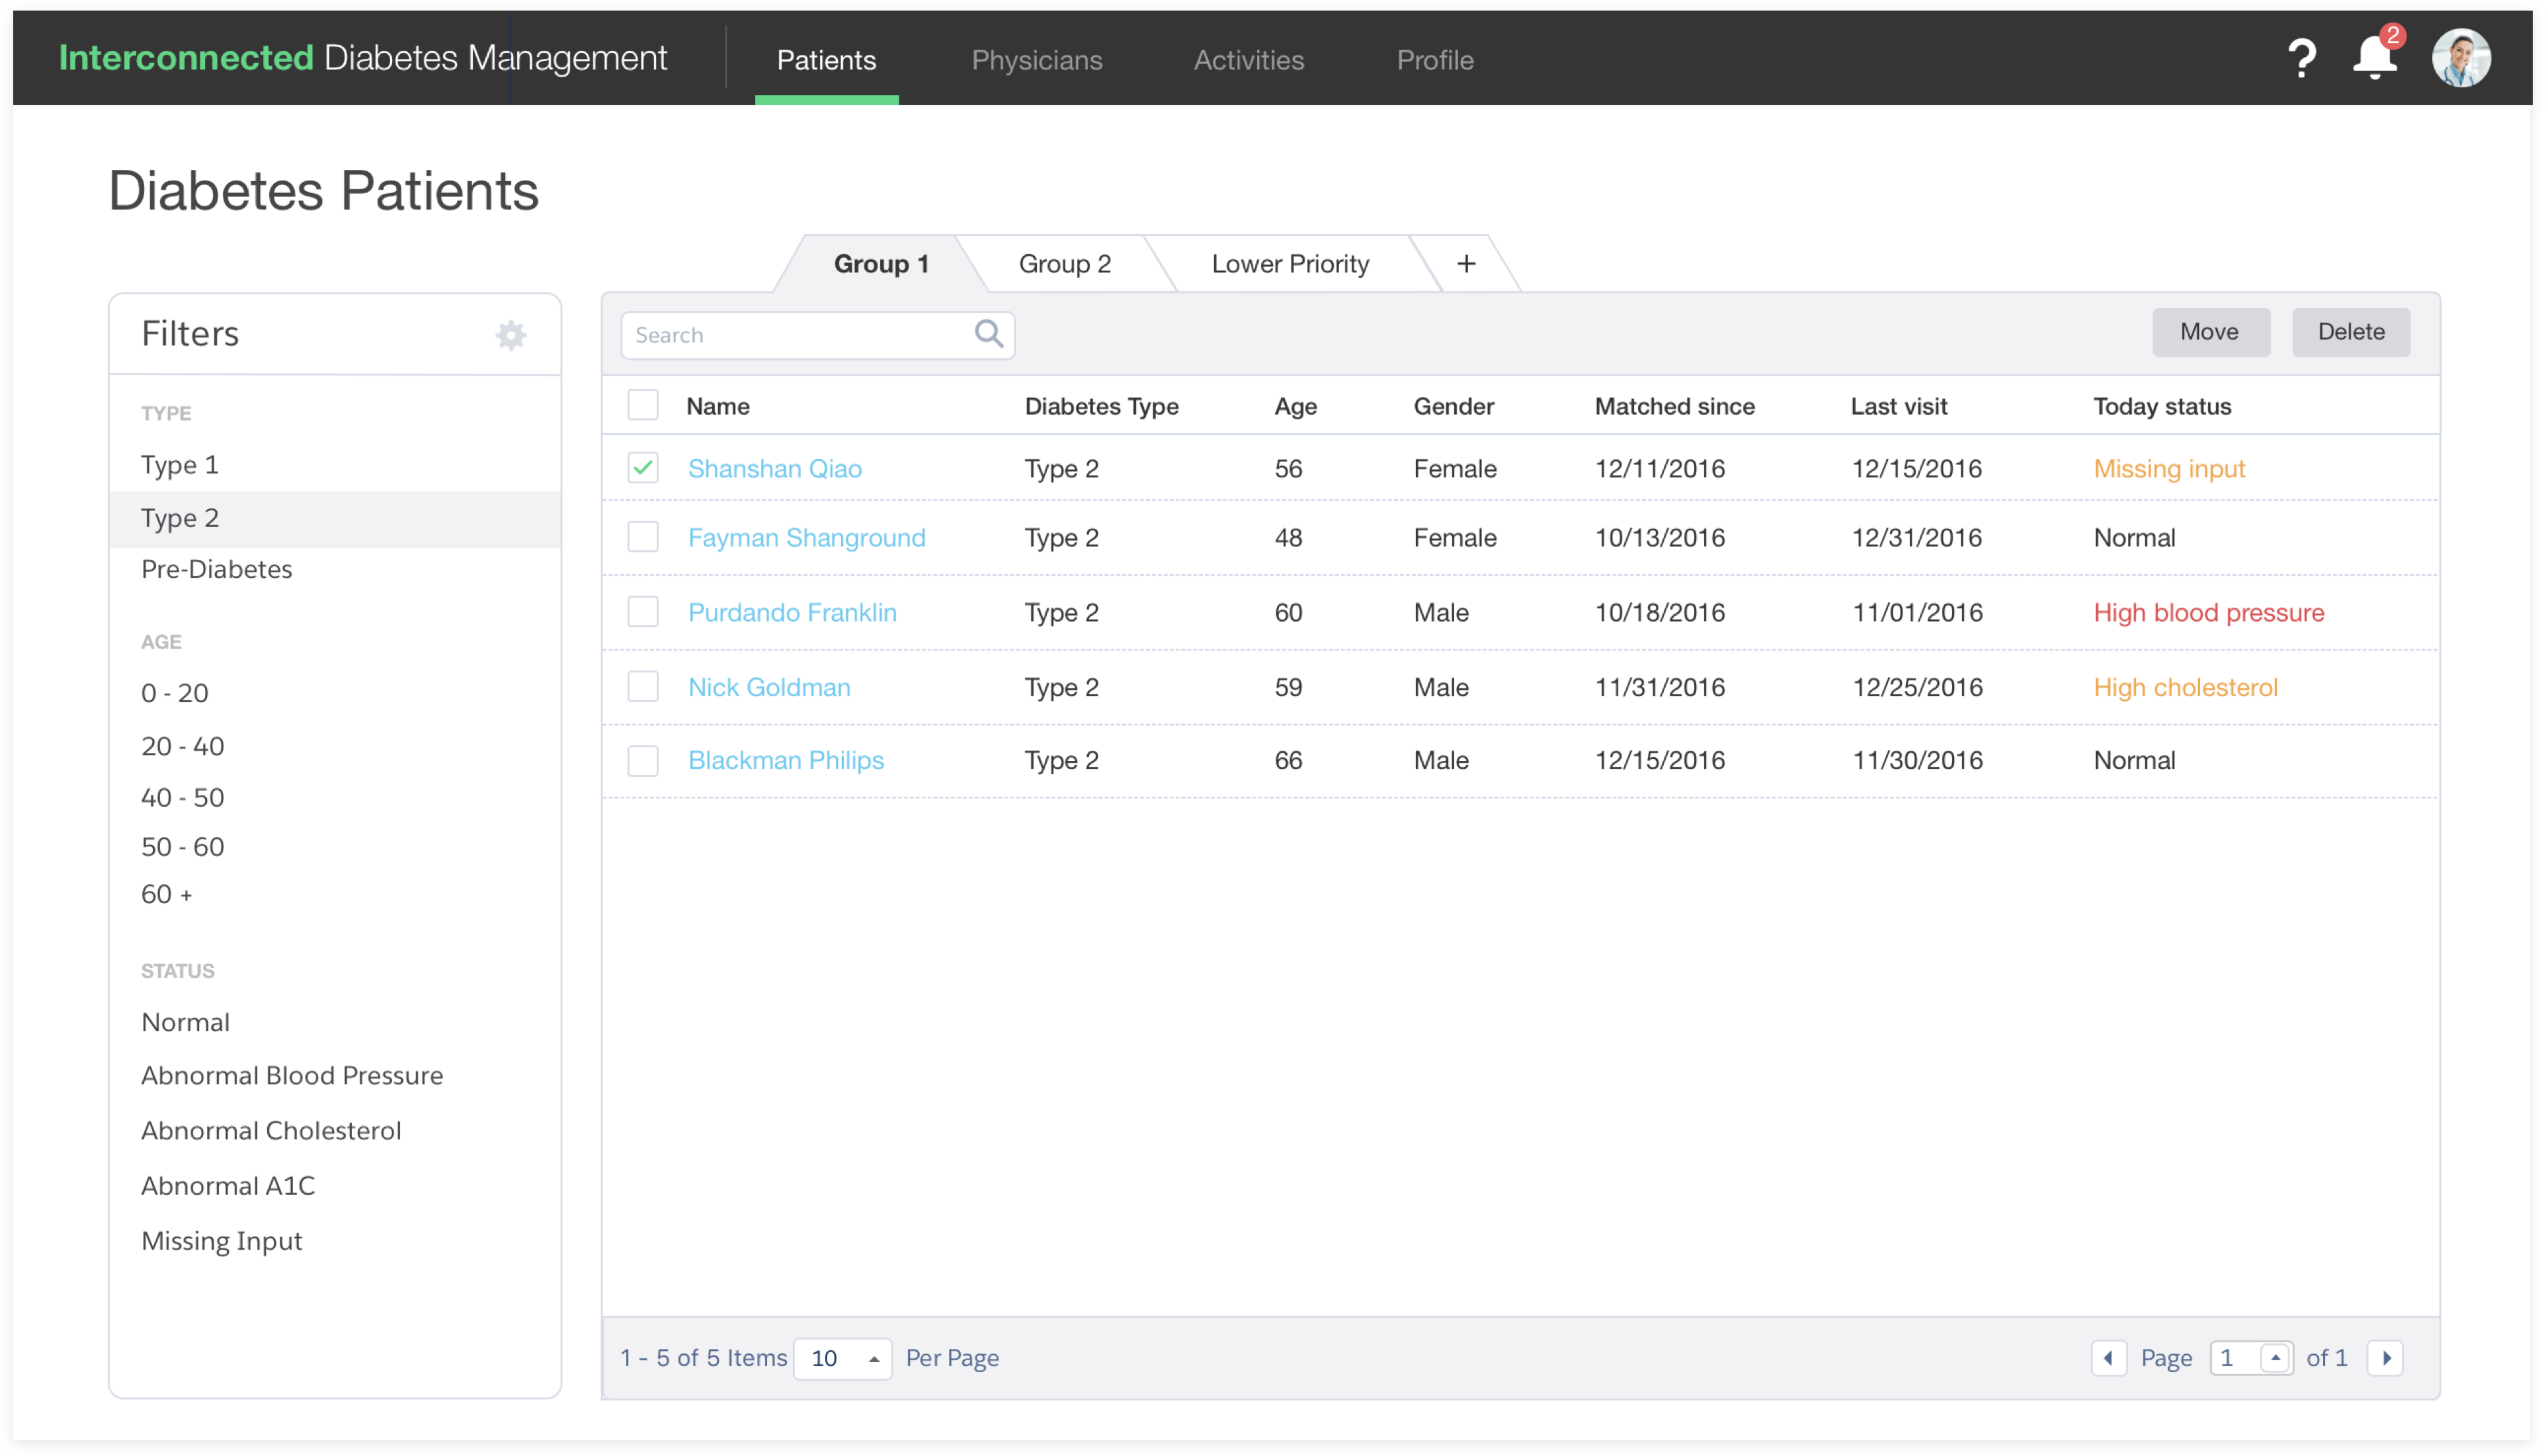 Interconnected Diabetes Management
Patients
Physicians
Activities
Profile
?
2
Diabetes Patients
Group 1
Group 2
Lower Priority
+
Filters
TYPE
Type 1
Type 2
Pre-Diabetes
AGE
0 - 20
20 - 40
40 - 50
50 - 60
60 +
STATUS
Normal
Abnormal Blood Pressure
Abnormal Cholesterol
Abnormal A1C
Missing Input
Search
Move
Delete
Name Diabetes Type Age Gender Matched since Last visit Today status
Shanshan Qiao Type 2 56 Female 12/11/2016 12/15/2016 Missing input
Fayman Shanground Type 2 48 Female 10/13/2016 12/31/2016 Normal
Purdando Franklin Type 2 60 Male 10/18/2016 11/01/2016 High blood pressure
Nick Goldman Type 2 59 Male 11/31/2016 12/25/2016 High cholesterol
Blackman Philips Type 2 66 Male 12/15/2016 11/30/2016 Normal
1 - 5 of 5 Items 10 Per Page
Page 1 of 1